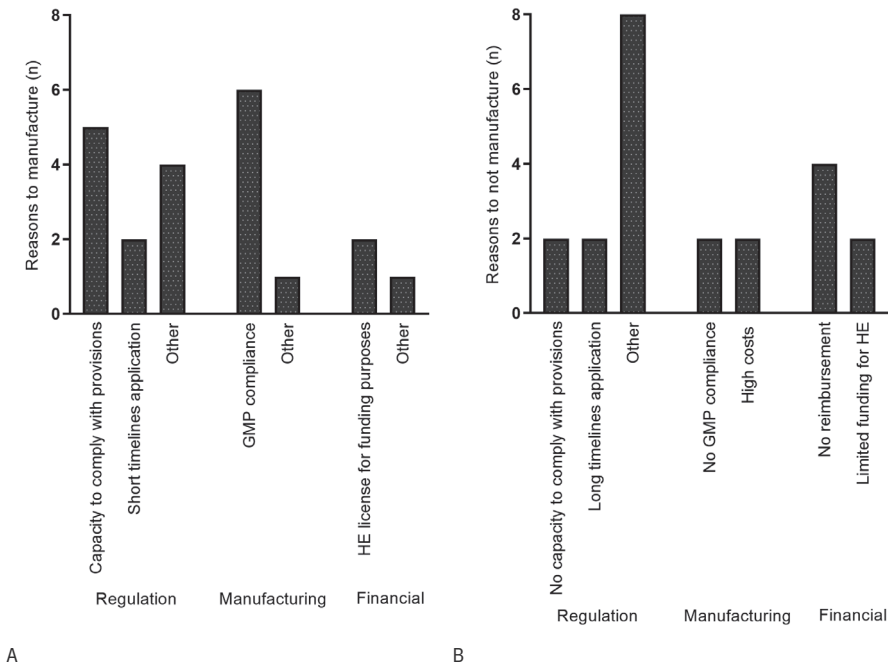 8
6
4
2
0
Reasons to manufacture (n)
Capacity to comply with provisions
Short timelines application
Other
GMP compliance
Other
HE license for funding purposes
Other
Regulation
Manufacturing
Financial
A
8
6
4
2
0
Reasons to not manufacture (n)
No capacity to comply with provisions
Long timelines application
Other
No GMP compliance
High costs
No reimbursement
Limited funding for HE
Regulation
Manufacturing
Financial
B